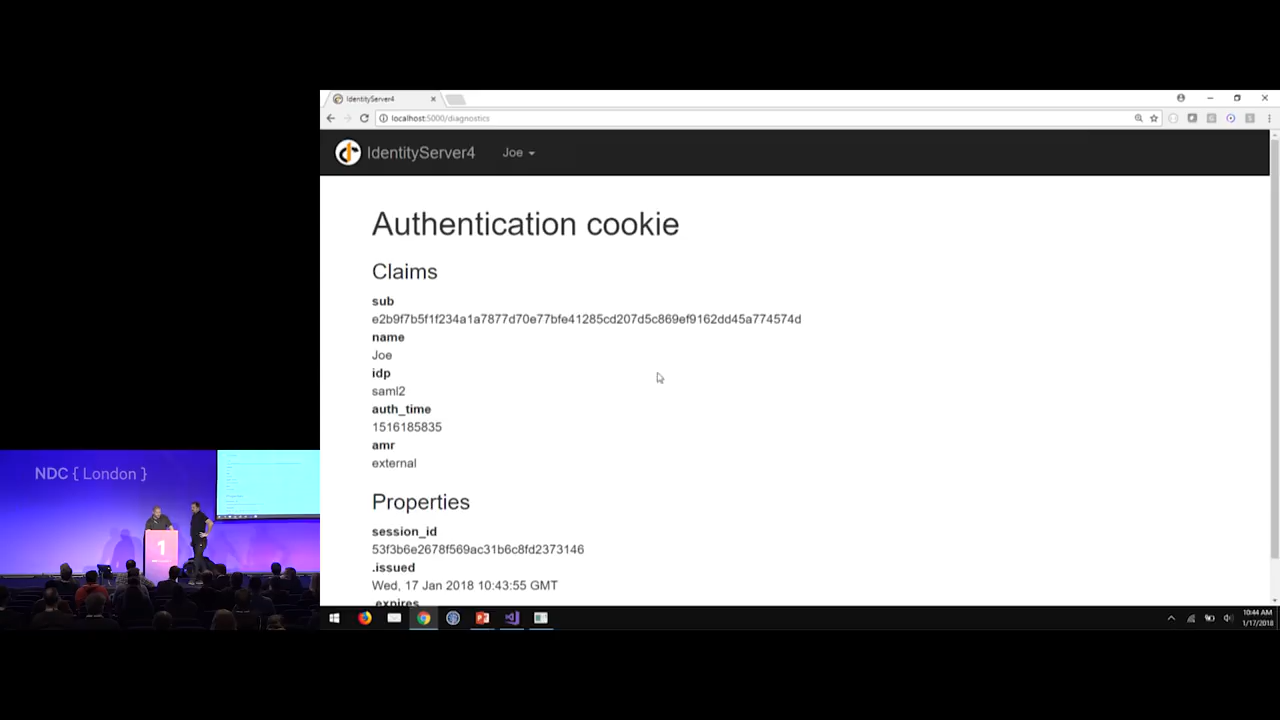 IdentityServer4
localhost:5000/diagnostics
IdentityServer4 Joe
Authentication cookie
Claims
sub
e2b9f7b5f1f234a1a7877d70e77bfe41285cd207d5c869ef9162dd45a774574d
name
Joe
idp
saml2
auth_time
1516185835
amr
external
Properties
session_id
53f3b6e2678f569ac31b6c8fd2373146
.issued
Wed, 17 Jan 2018 10:43:55 GMT
.expires
10:44 AM
1/17/2018
NDC { London }
1